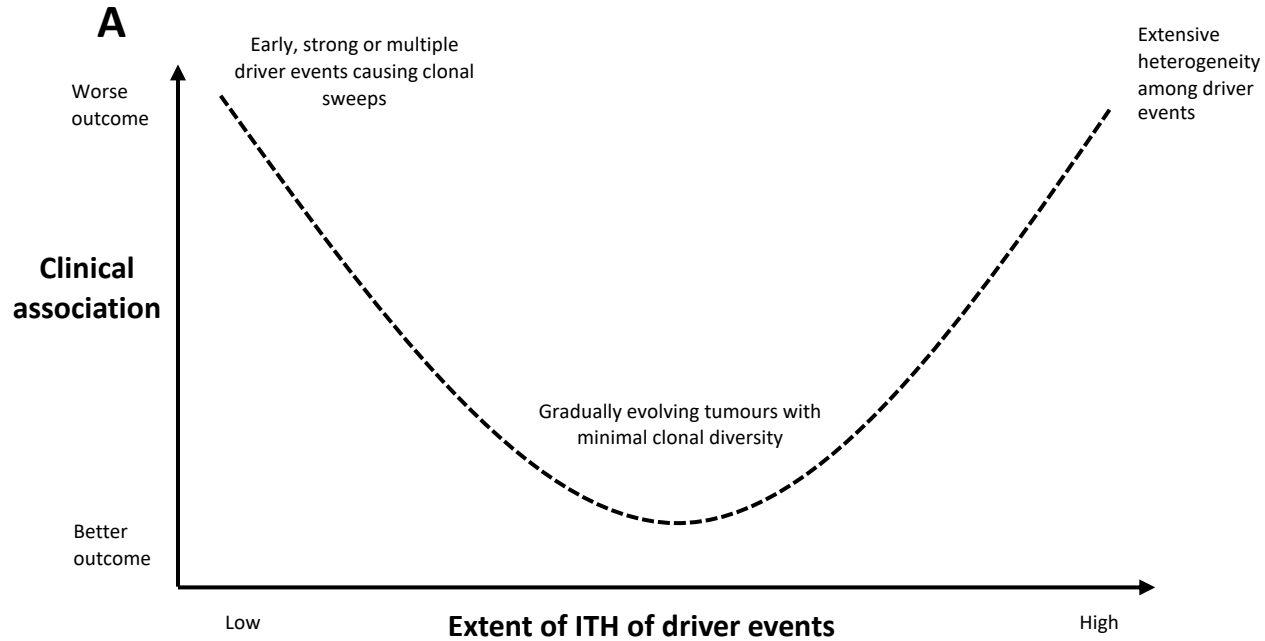 A
Early, strong or multiple
driver events causing clonal
sweeps
Extensive
heterogeneity
among driver
events
Worse
outcome
Clinical
association
Gradually evolving tumours with
minimal clonal diversity
Better
outcome
Low
Extent of ITH of driver events
High